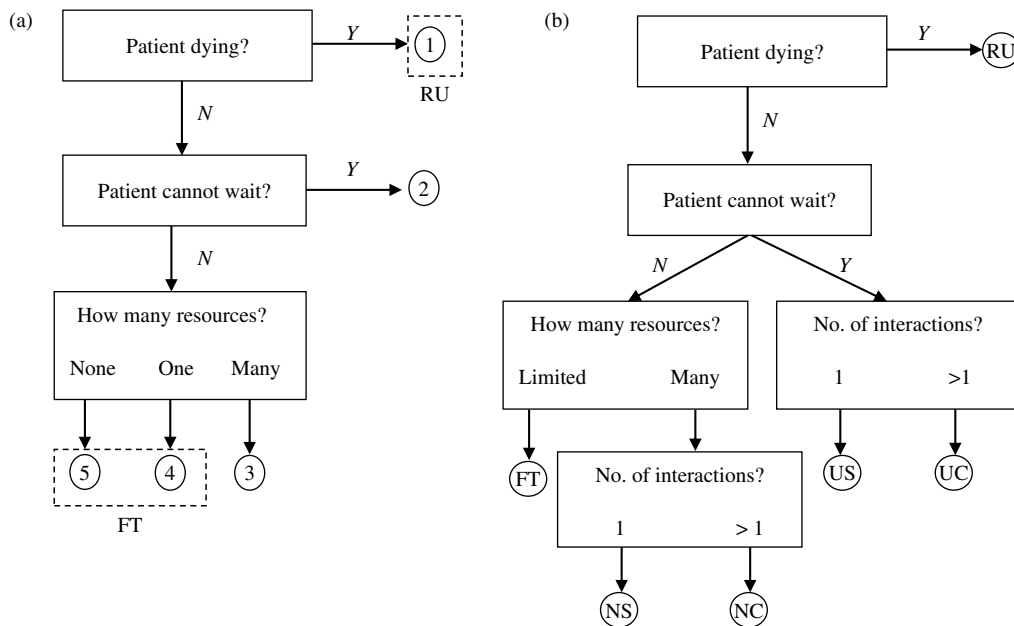 (a)
Patient dying?
Y
1
RU
N
Patient cannot wait?
Y
2
N
How many resources?
None One Many
5 4 3
FT
(b)
Patient dying?
Y
RU
N
Patient cannot wait?
N Y
How many resources?
Limited Many
No. of interactions?
1 >1
FT
US UC
No. of interactions?
1 > 1
NS NC